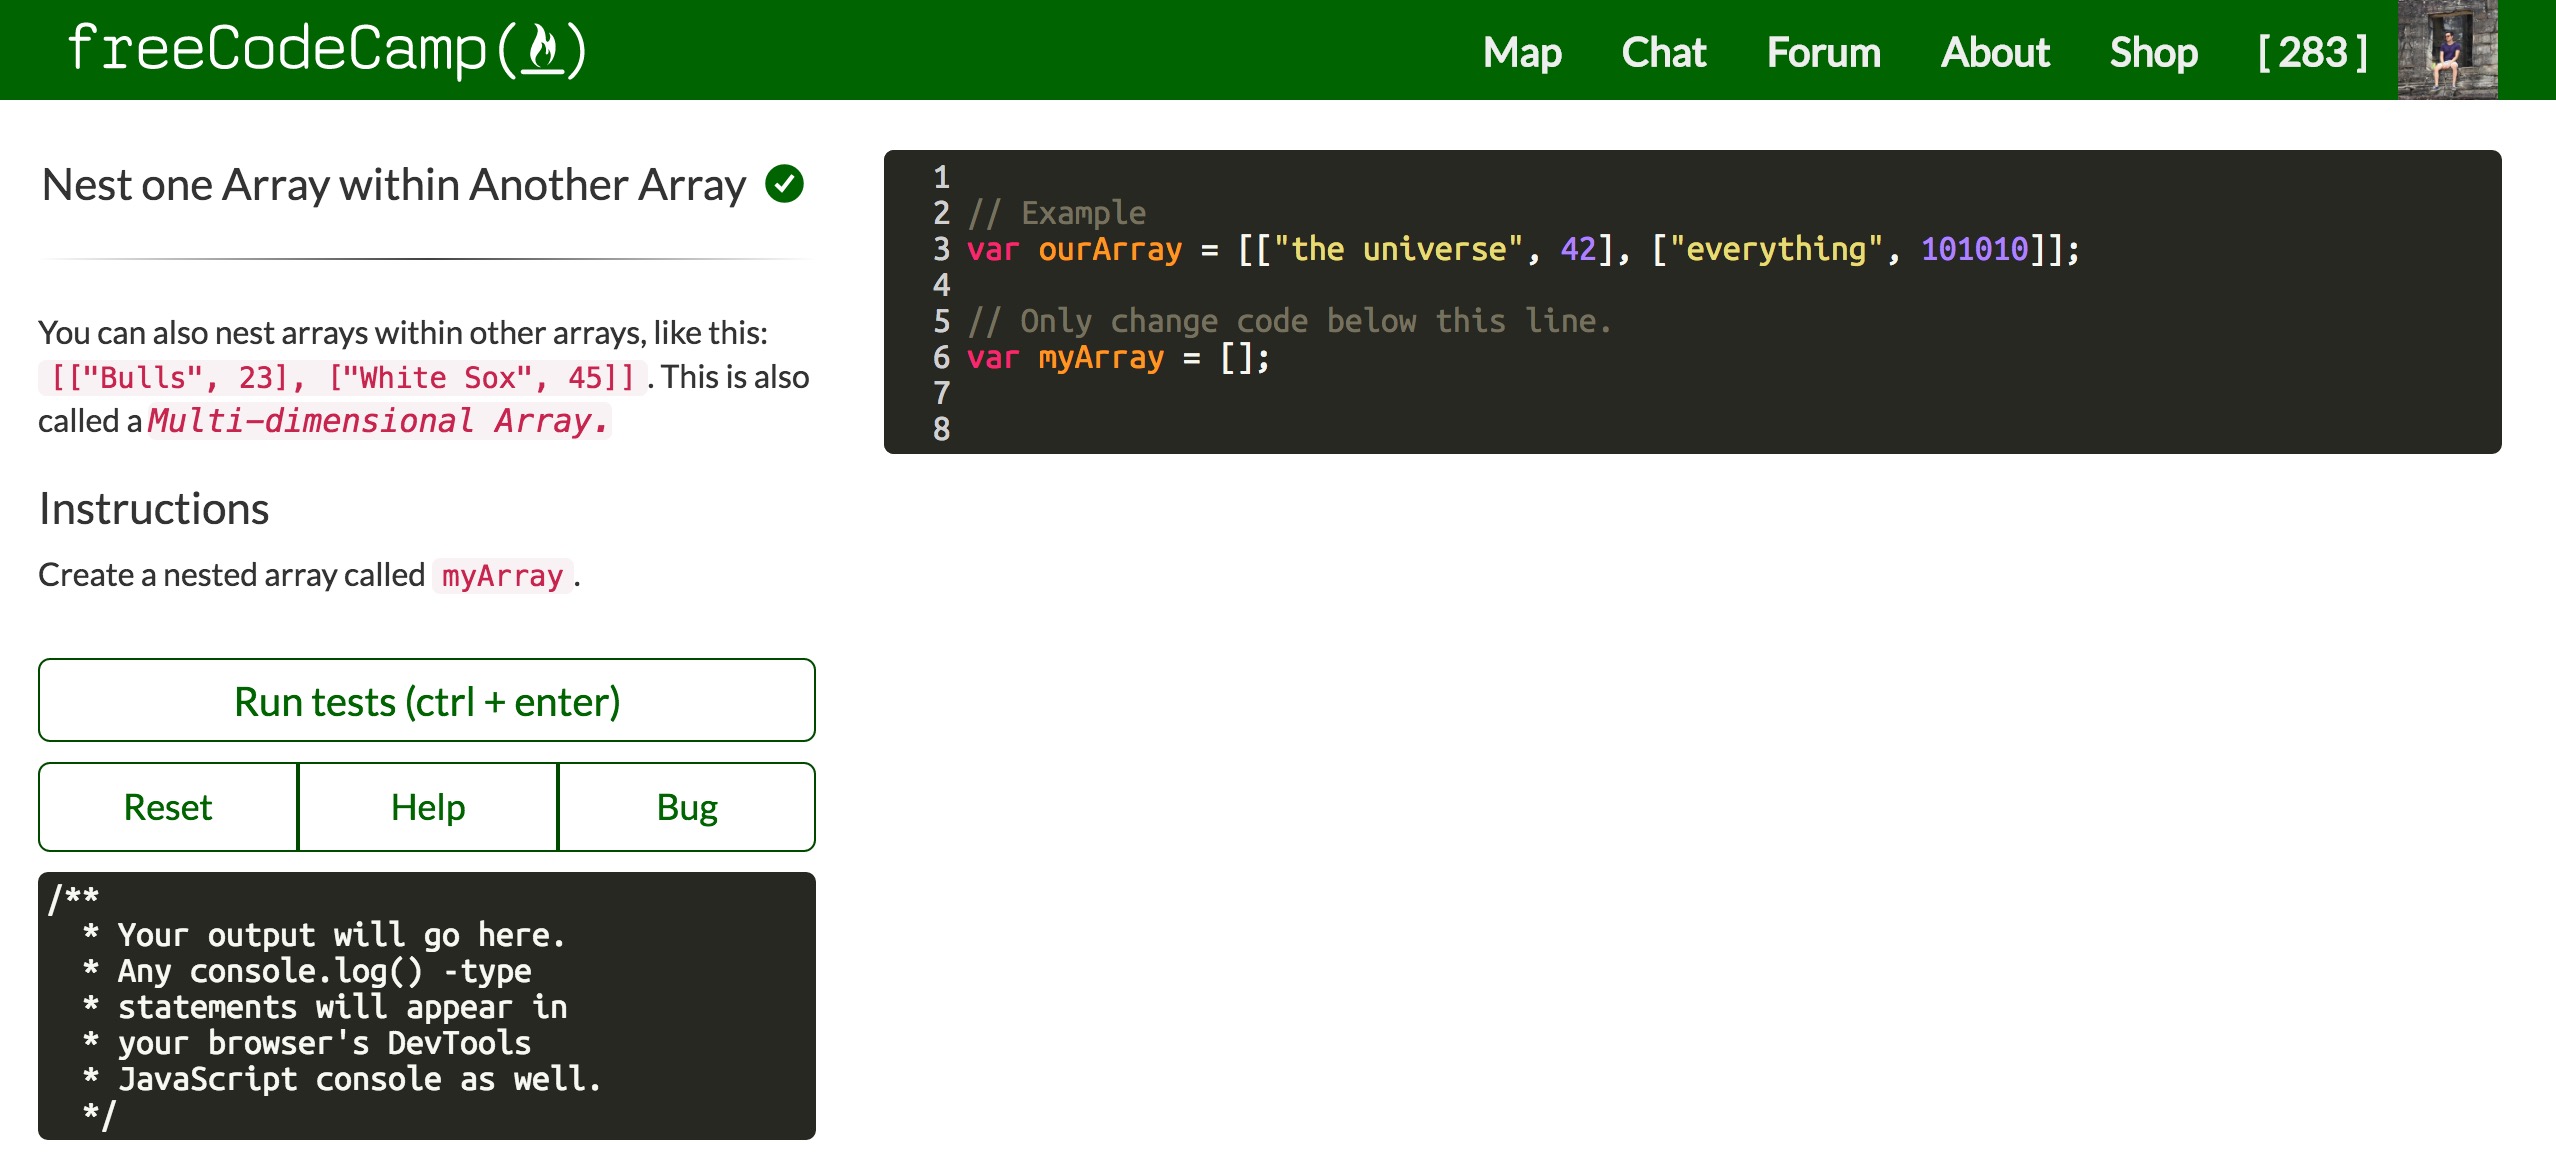 freeCodeCamp(🔥)
Map Chat Forum About Shop [ 283 ]
Nest one Array within Another Array
You can also nest arrays within other arrays, like this:
[["Bulls", 23], ["White Sox", 45]]. This is also
called a Multi-dimensional Array.
Instructions
Create a nested array called myArray.
Run tests (ctrl + enter)
Reset Help Bug
/**
* Your output will go here.
* Any console.log() -type
* statements will appear in
* your browser's DevTools
* JavaScript console as well.
*/
1
2 // Example
3 var ourArray = [["the universe", 42], ["everything", 101010]];
4
5 // Only change code below this line.
6 var myArray = [];
7
8